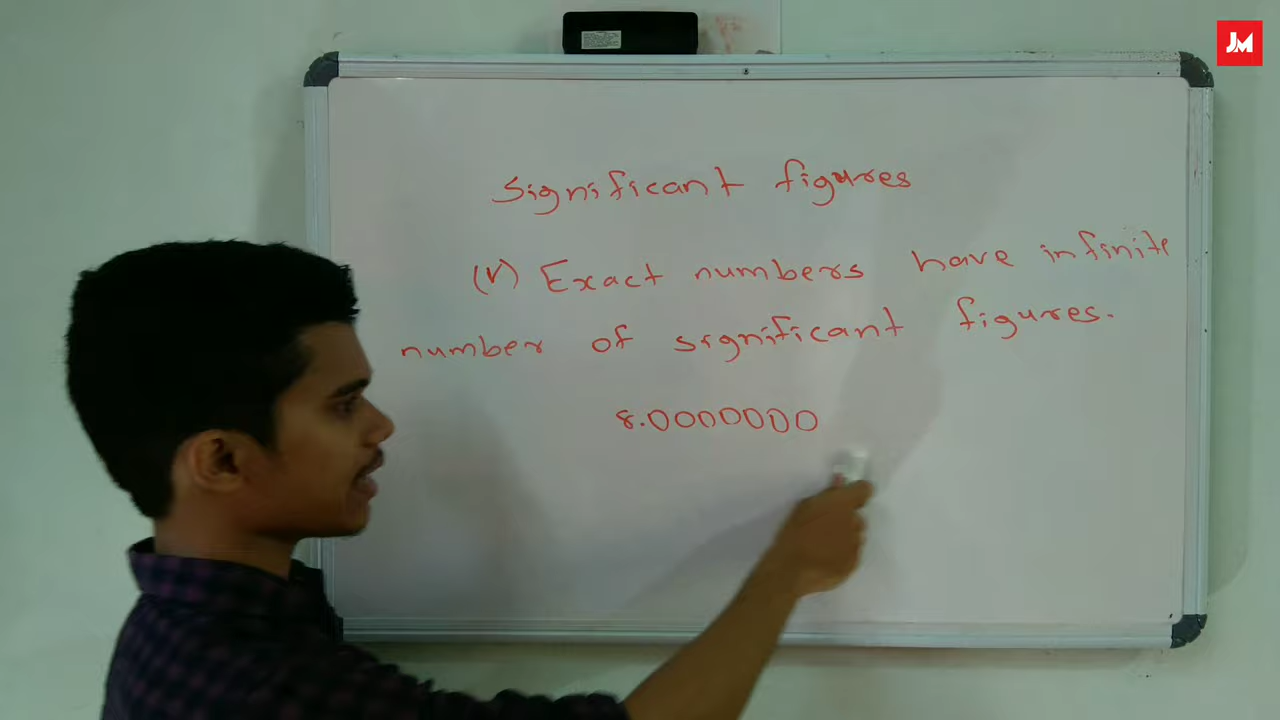 JM
Significant figures
(V) Exact numbers have infinite
number of significant figures.
8.0000000